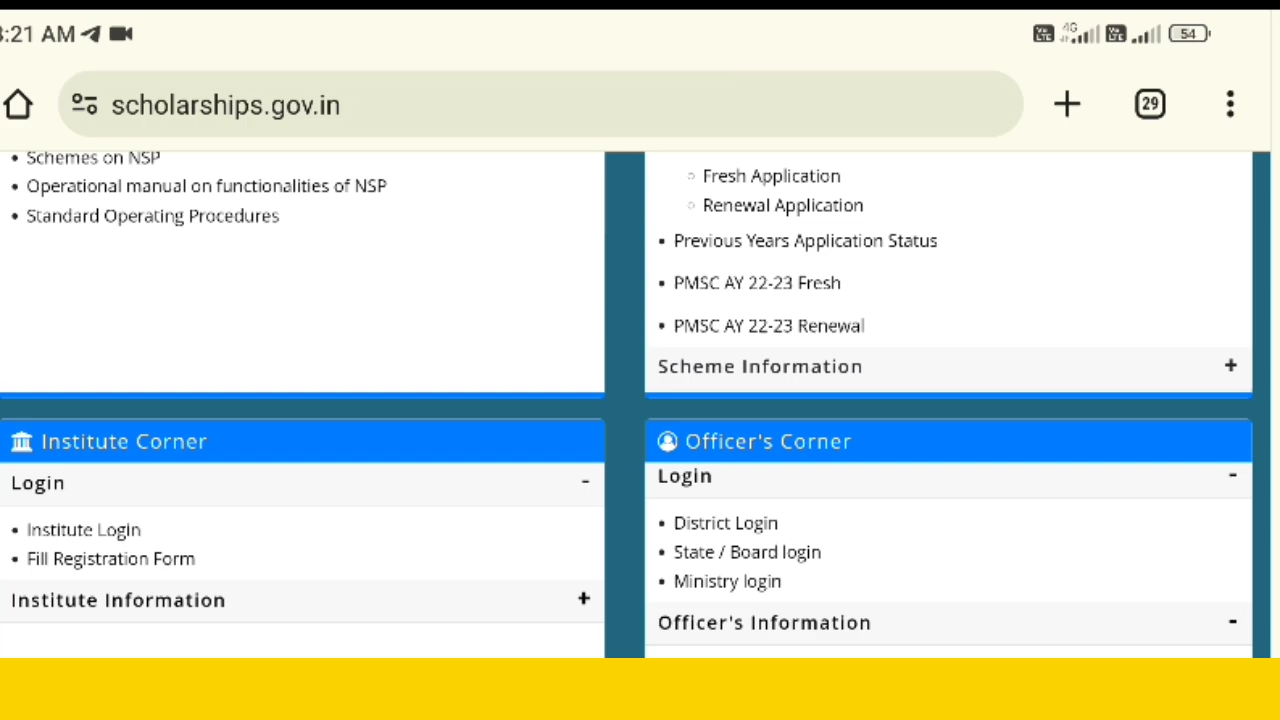 :21 AM
4G
54
scholarships.gov.in
29
• Schemes on NSP
• Operational manual on functionalities of NSP
• Standard Operating Procedures
○ Fresh Application
○ Renewal Application
• Previous Years Application Status
• PMSC AY 22-23 Fresh
• PMSC AY 22-23 Renewal
Scheme Information +
Institute Corner
Login -
• Institute Login
• Fill Registration Form
Institute Information +
Officer's Corner
Login -
• District Login
• State / Board login
• Ministry login
Officer's Information -